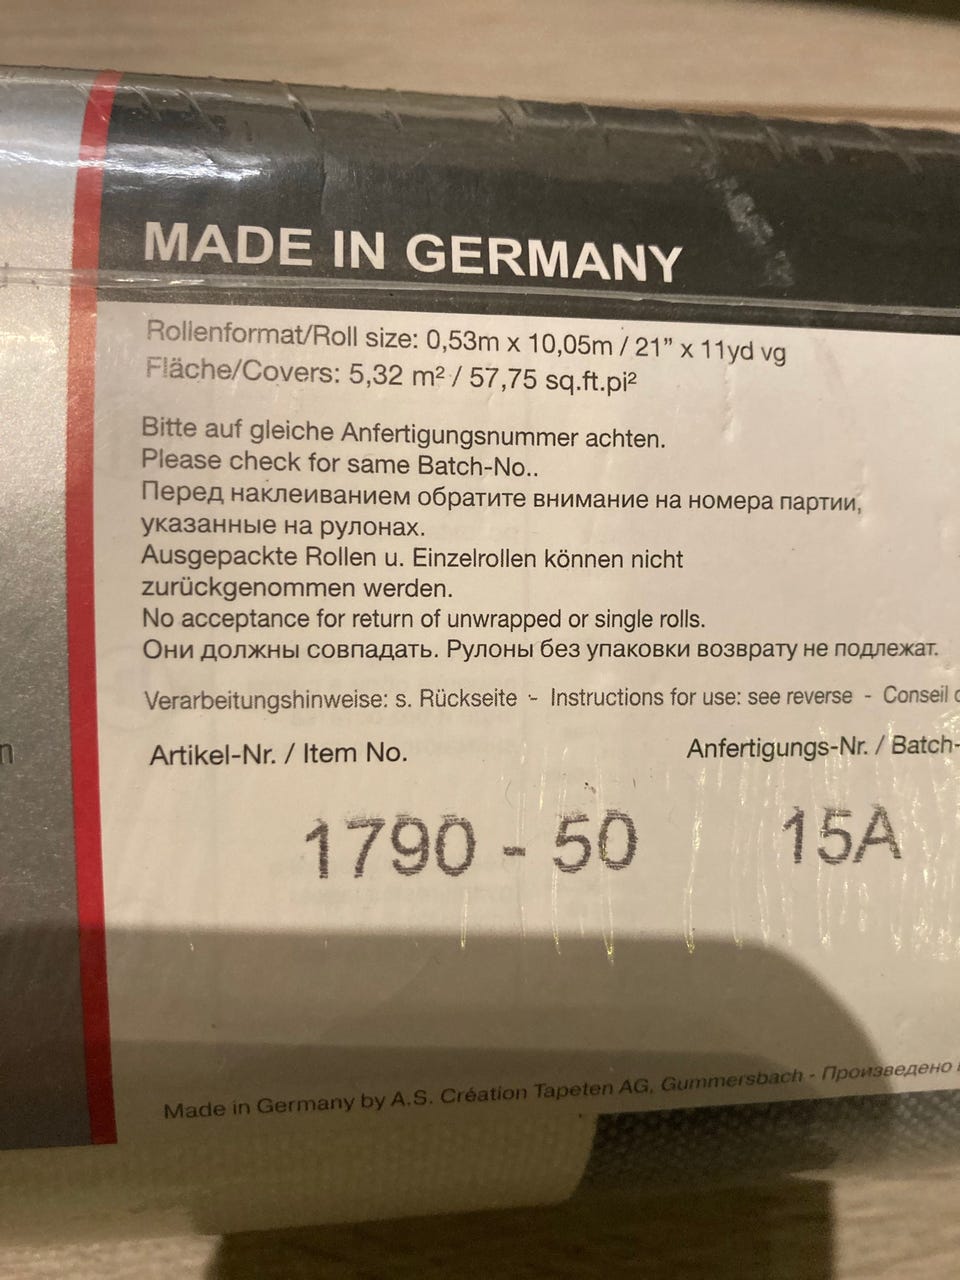 MADE IN GERMANY
Rollenformat/Roll size: 0,53m x 10,05m / 21” x 11yd vg
Fläche/Covers: 5,32 m² / 57,75 sq.ft.pi²
Bitte auf gleiche Anfertigungsnummer achten.
Please check for same Batch-No..
Перед наклеиванием обратите внимание на номера партии,
указанные на рулонах.
Ausgepackte Rollen u. Einzelrollen können nicht
zurückgenommen werden.
No acceptance for return of unwrapped or single rolls.
Они должны совпадать. Рулоны без упаковки возврату не подлежат.
Verarbeitungshinweise: s. Rückseite - Instructions for use: see reverse - Conseil
Artikel-Nr. / Item No. Anfertigungs-Nr. / Batch-
1790 - 50 15A
Made in Germany by A.S. Création Tapeten AG, Gummersbach - Произведено